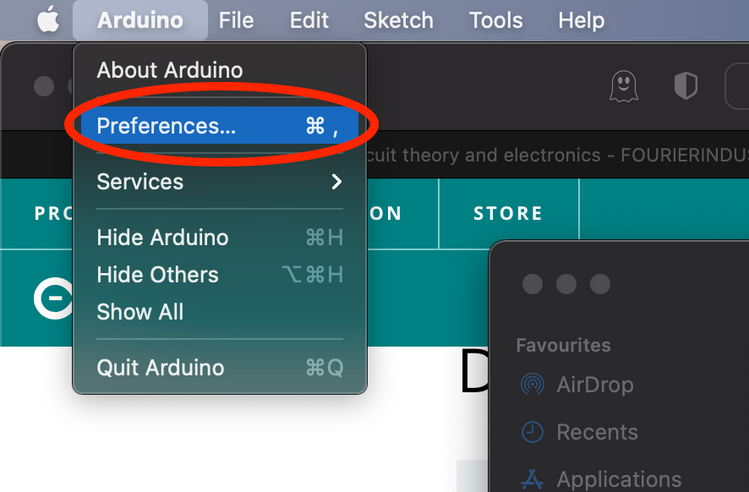 Arduino File Edit Sketch Tools Help
About Arduino
Preferences... ⌘ ,
cuit theory and electronics - FOURIERINDUS
Services
PRO
ON
STORE
Hide Arduino ⌘H
Hide Others ⌥⌘H
Show All
Favourites
Quit Arduino ⌘Q
D
AirDrop
Recents
Applications